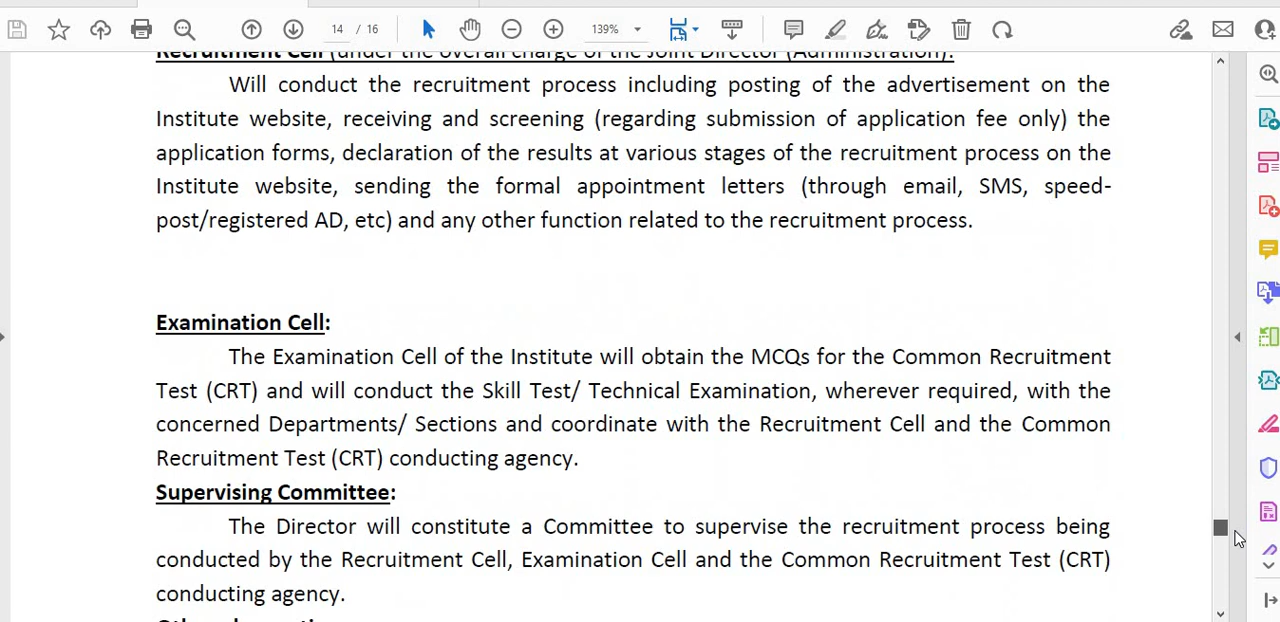 14 / 16
139%
Recruitment Cell (under the overall charge of the Joint Director (Administration):
Will conduct the recruitment process including posting of the advertisement on the
Institute website, receiving and screening (regarding submission of application fee only) the
application forms, declaration of the results at various stages of the recruitment process on the
Institute website, sending the formal appointment letters (through email, SMS, speed-
post/registered AD, etc) and any other function related to the recruitment process.
Examination Cell:
The Examination Cell of the Institute will obtain the MCQs for the Common Recruitment
Test (CRT) and will conduct the Skill Test/ Technical Examination, wherever required, with the
concerned Departments/ Sections and coordinate with the Recruitment Cell and the Common
Recruitment Test (CRT) conducting agency.
Supervising Committee:
The Director will constitute a Committee to supervise the recruitment process being
conducted by the Recruitment Cell, Examination Cell and the Common Recruitment Test (CRT)
conducting agency.